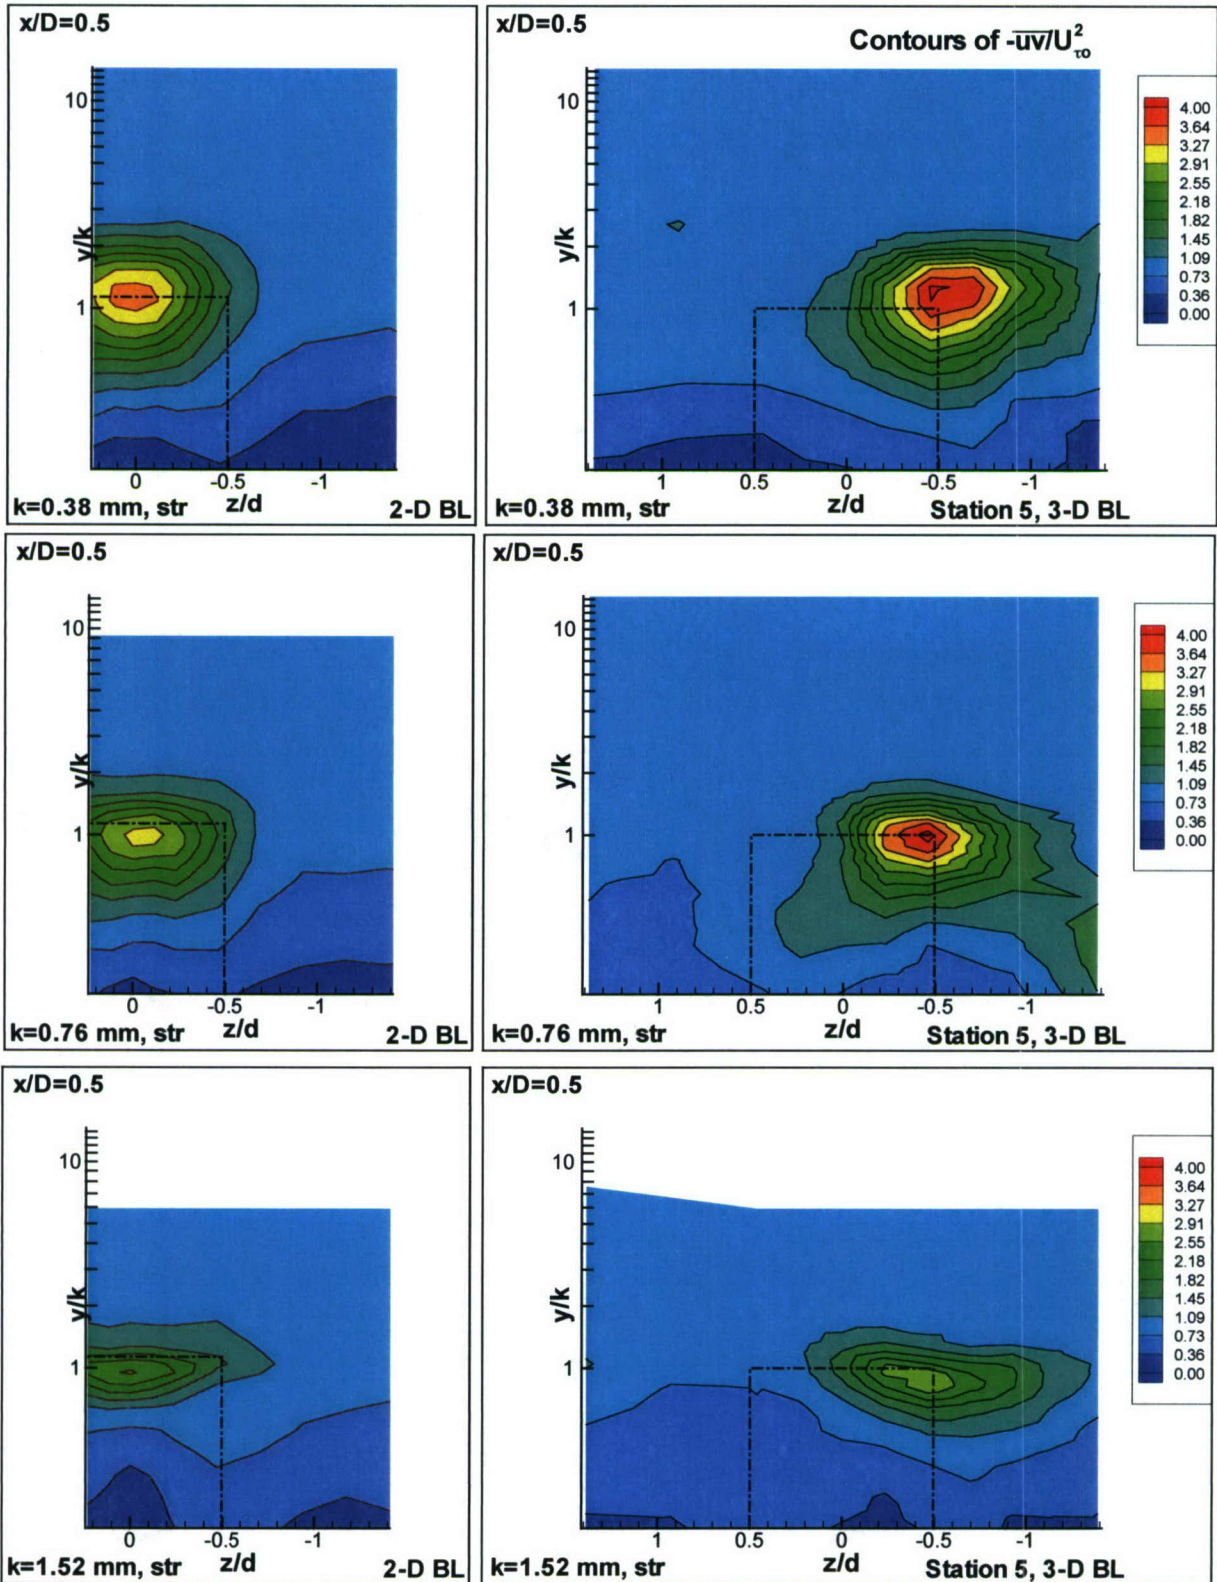 x/D=0.5
10
y/k
1
0
-0.5
-1
k=0.38 mm, str
z/d
2-D BL
x/D=0.5
Contours of -uv/U²τo
10
y/k
1
1
0.5
0
-0.5
-1
k=0.38 mm, str
z/d
Station 5, 3-D BL
4.00
3.64
3.27
2.91
2.55
2.18
1.82
1.45
1.09
0.73
0.36
0.00
x/D=0.5
10
y/k
1
0
-0.5
-1
k=0.76 mm, str
z/d
2-D BL
x/D=0.5
10
y/k
1
1
0.5
0
-0.5
-1
k=0.76 mm, str
z/d
Station 5, 3-D BL
4.00
3.64
3.27
2.91
2.55
2.18
1.82
1.45
1.09
0.73
0.36
0.00
x/D=0.5
10
y/k
1
0
-0.5
-1
k=1.52 mm, str
z/d
2-D BL
x/D=0.5
10
y/k
1
1
0.5
0
-0.5
-1
k=1.52 mm, str
z/d
Station 5, 3-D BL
4.00
3.64
3.27
2.91
2.55
2.18
1.82
1.45
1.09
0.73
0.36
0.00